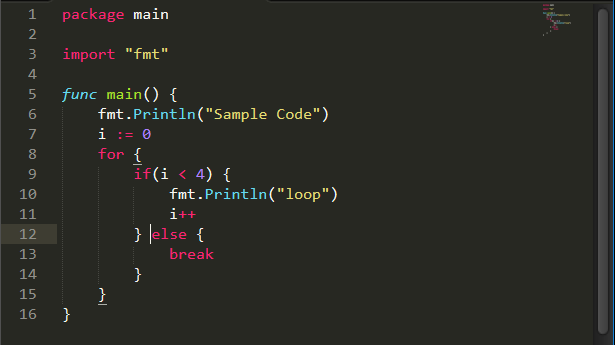 1 package main
2
3 import "fmt"
4
5 func main() {
6     fmt.Println("Sample Code")
7     i := 0
8     for {
9         if(i < 4) {
10             fmt.Println("loop")
11             i++
12         } else {
13             break
14         }
15     }
16 }